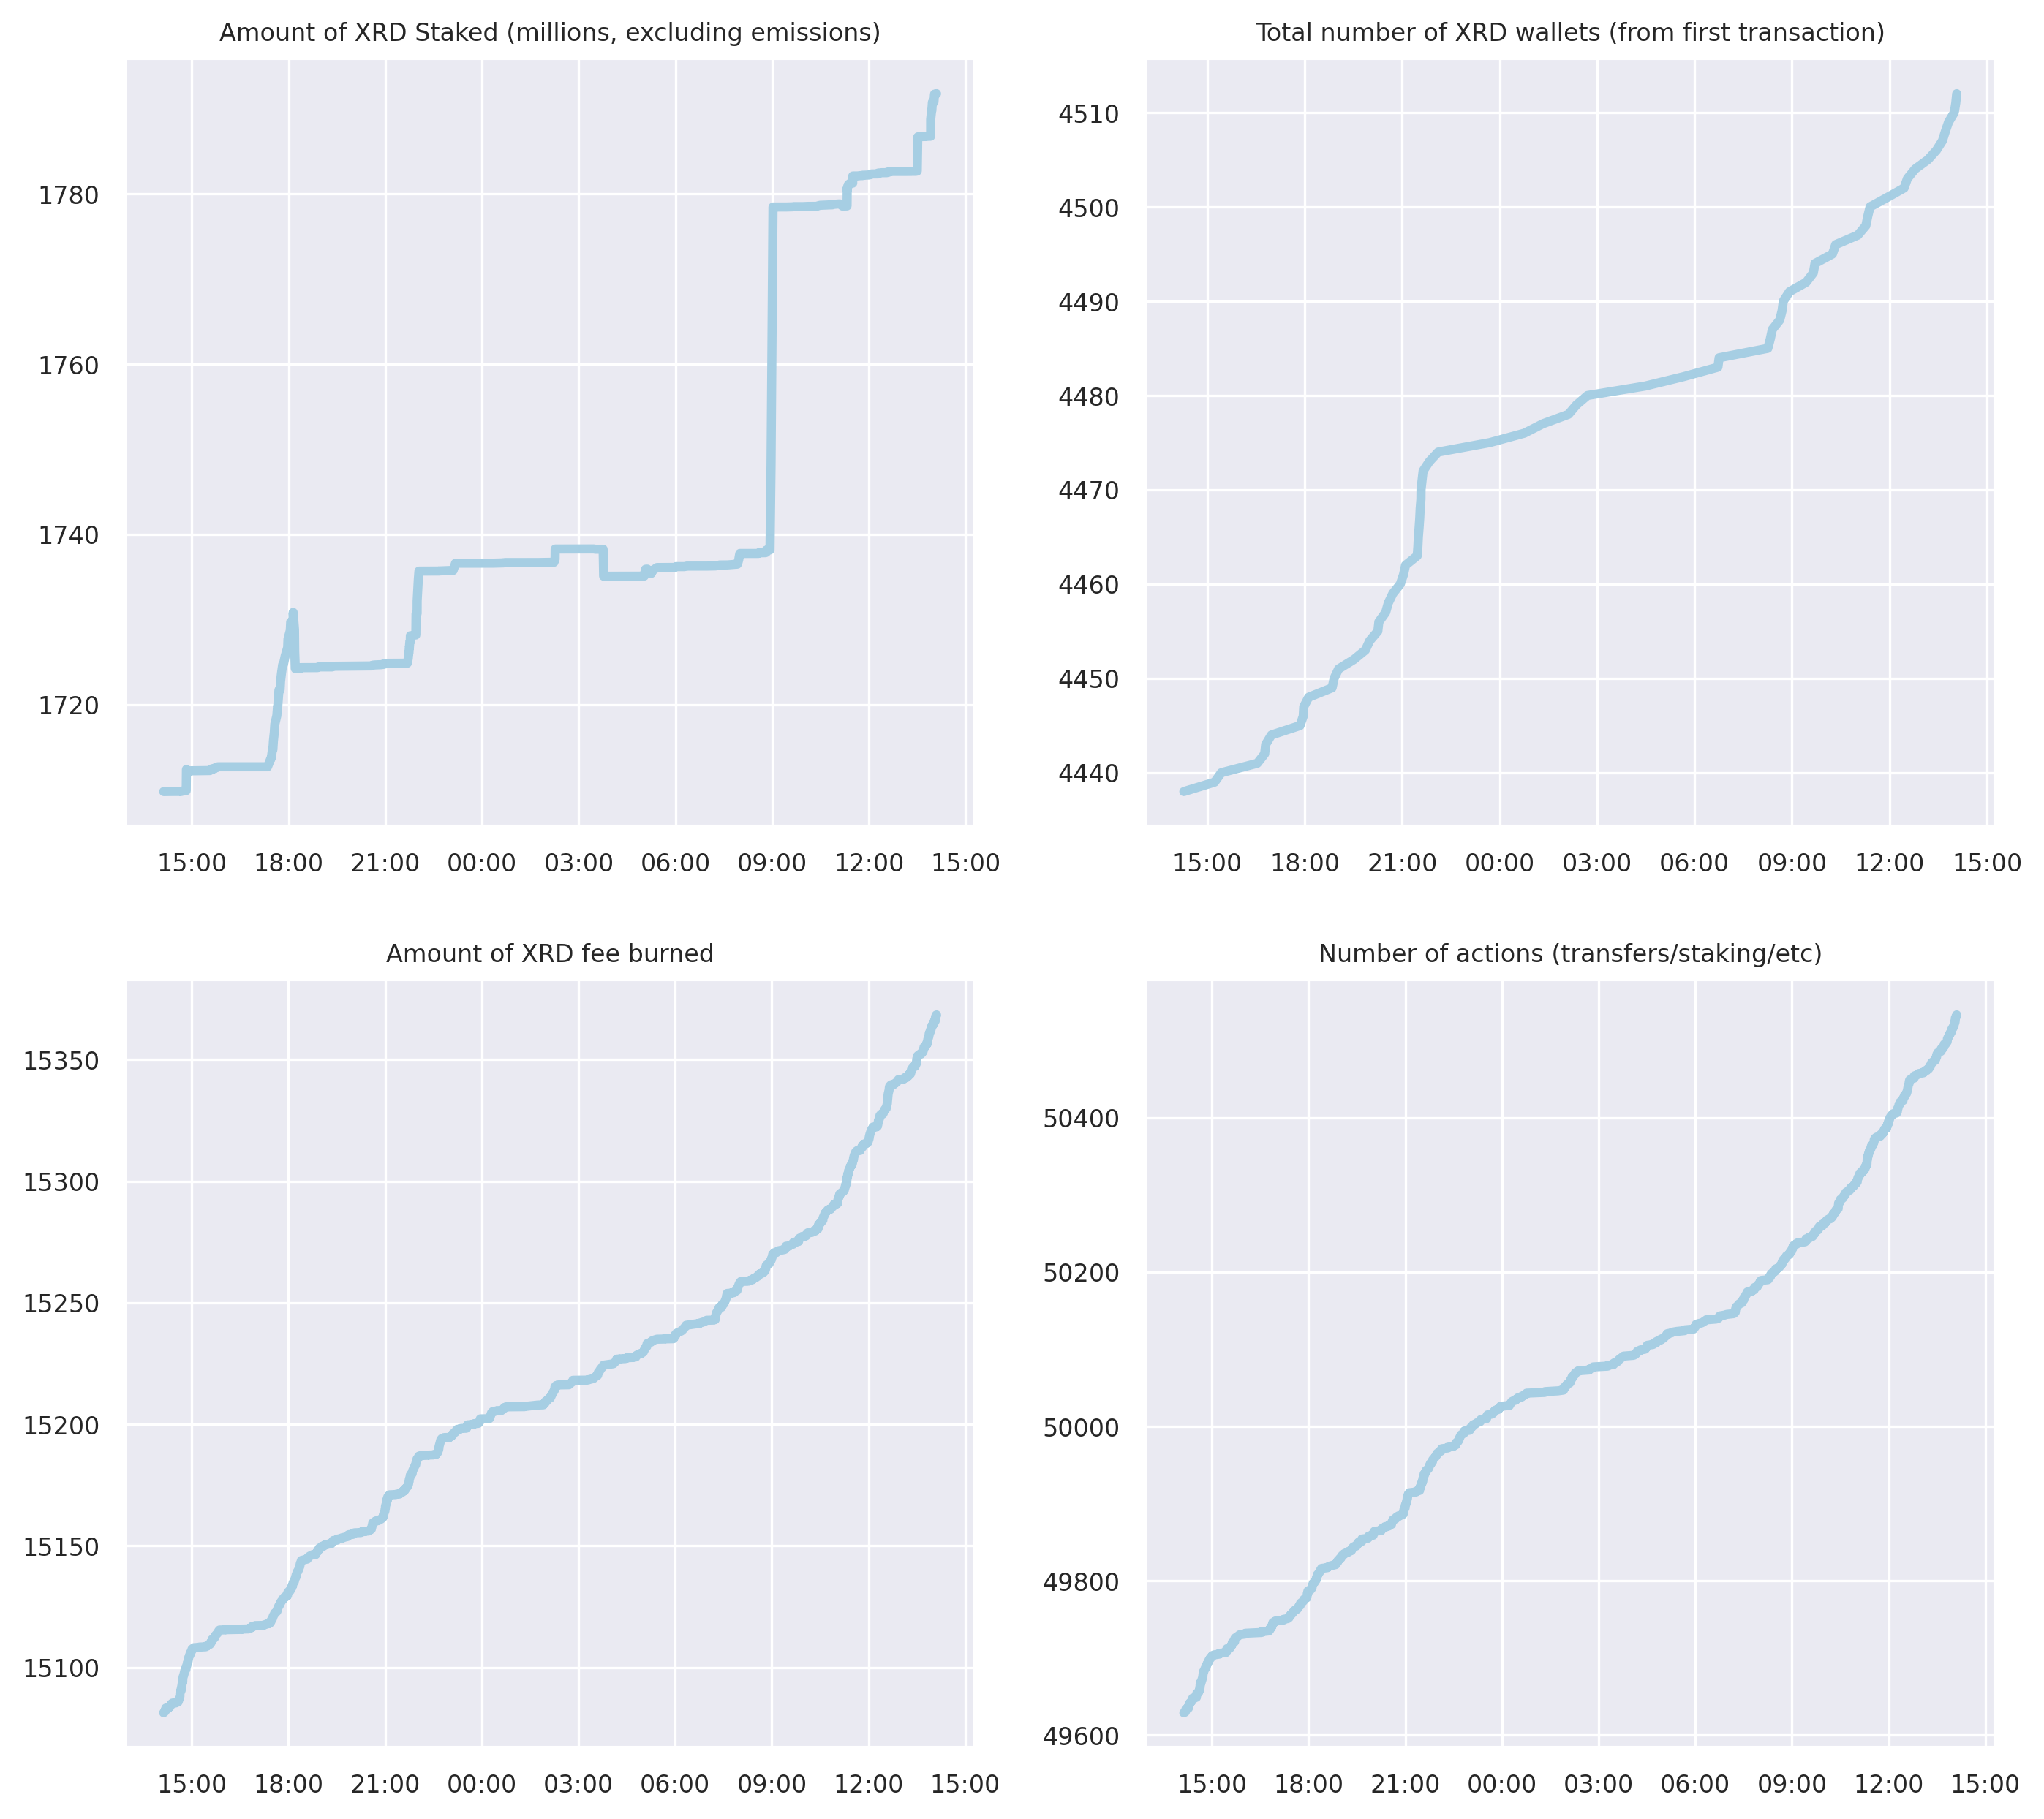 Amount of XRD Staked (millions, excluding emissions)
1780
1760
1740
1720
15:00 18:00 21:00 00:00 03:00 06:00 09:00 12:00 15:00
Total number of XRD wallets (from first transaction)
4510
4500
4490
4480
4470
4460
4450
4440
15:00 18:00 21:00 00:00 03:00 06:00 09:00 12:00 15:00
Amount of XRD fee burned
15350
15300
15250
15200
15150
15100
15:00 18:00 21:00 00:00 03:00 06:00 09:00 12:00 15:00
Number of actions (transfers/staking/etc)
50400
50200
50000
49800
49600
15:00 18:00 21:00 00:00 03:00 06:00 09:00 12:00 15:00